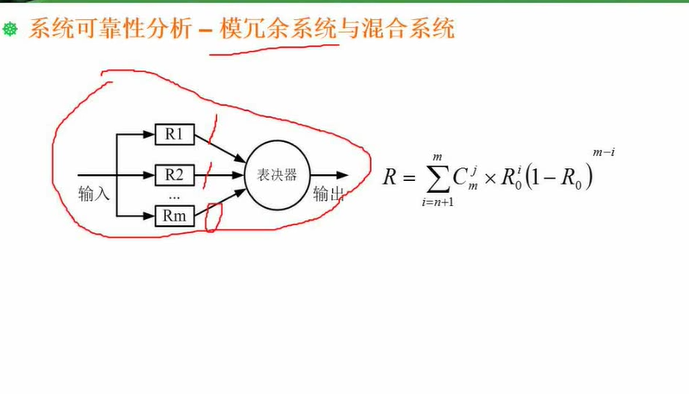 系统可靠性分析 – 模冗余系统与混合系统
R1
R2
...
Rm
输入
表决器
输出
R = \sum_{i=n+1}^{m} C_m^j × R_0^i (1 − R_0)^{m−i}